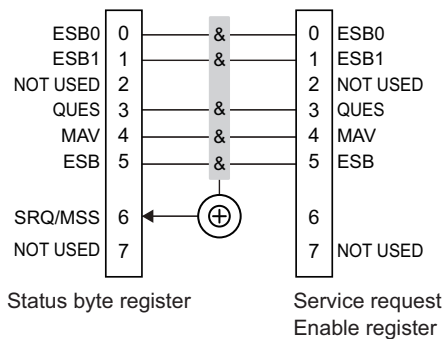 ESB0 0 & 0 ESB0
ESB1 1 & 1 ESB1
NOT USED 2 2 NOT USED
QUES 3 & 3 QUES
MAV 4 & 4 MAV
ESB 5 & 5 ESB
SRQ/MSS 6 6
NOT USED 7 7 NOT USED
Status byte register
Service request
Enable register